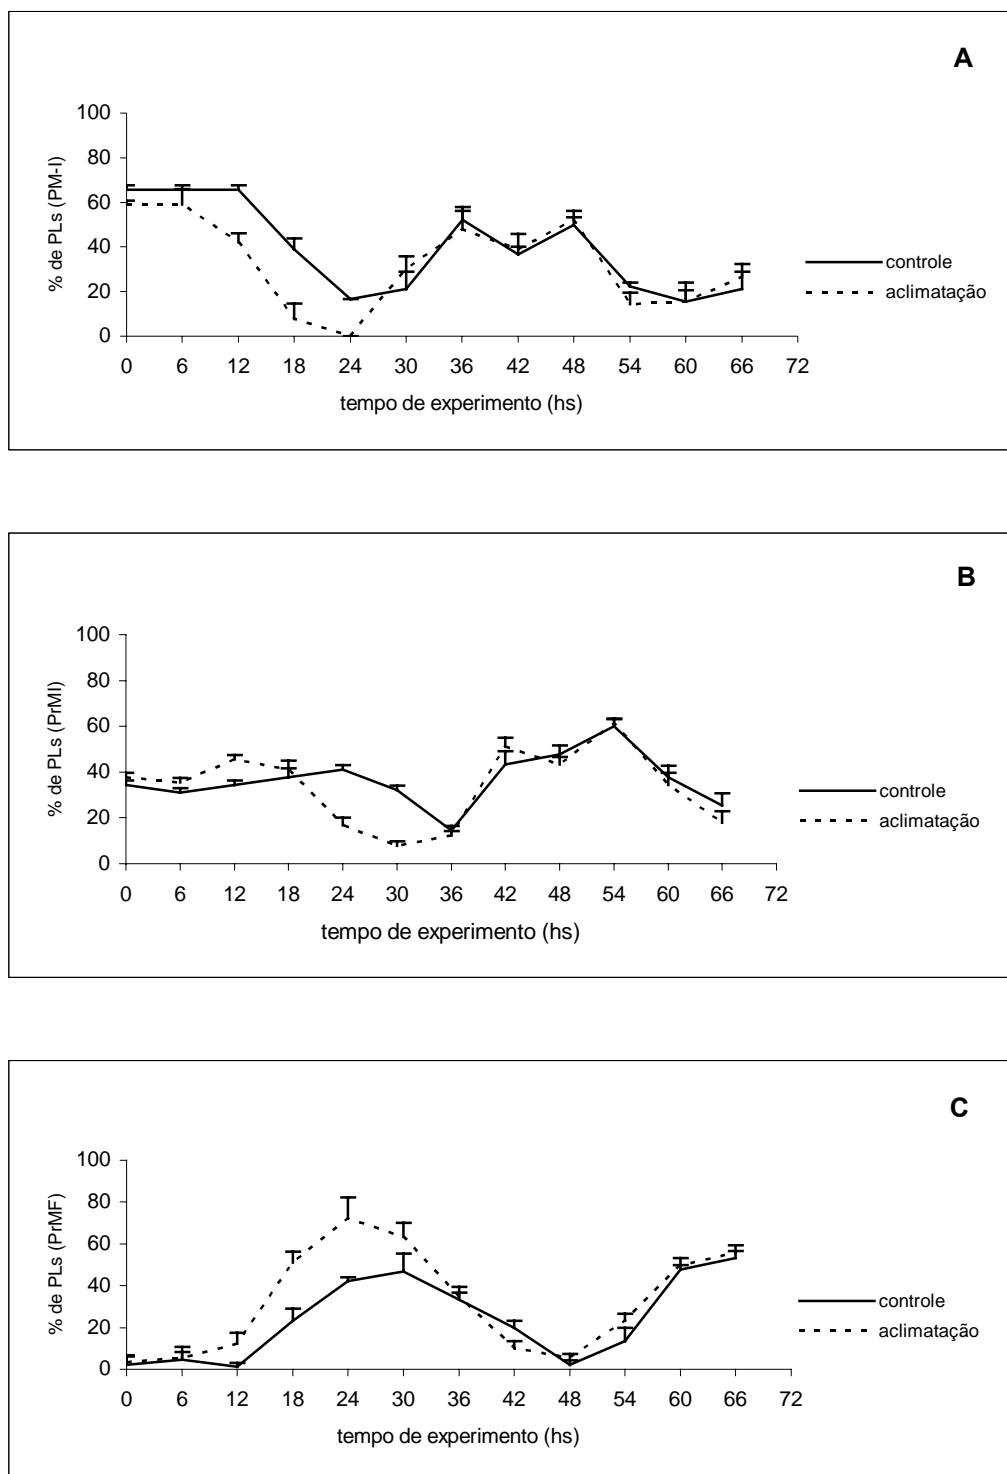 A
% de PLs (PM-I)
100
80
60
40
20
0
0 6 12 18 24 30 36 42 48 54 60 66 72
tempo de experimento (hs)
controle
aclimatação
B
% de PLs (PrMI)
100
80
60
40
20
0
0 6 12 18 24 30 36 42 48 54 60 66 72
tempo de experimento (hs)
controle
aclimatação
C
% de PLs (PrMF)
100
80
60
40
20
0
0 6 12 18 24 30 36 42 48 54 60 66 72
tempo de experimento (hs)
controle
aclimatação